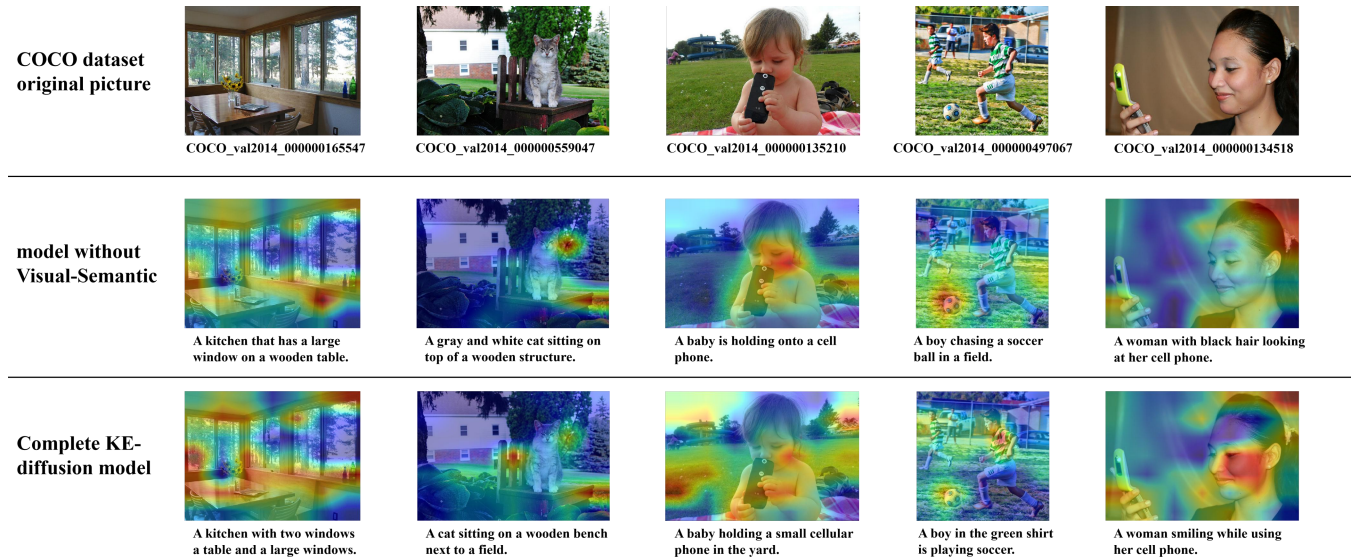 COCO dataset
original picture
COCO_val2014_000000165547
COCO_val2014_000000559047
COCO_val2014_000000135210
COCO_val2014_000000497067
COCO_val2014_000000134518
model without
Visual-Semantic
A kitchen that has a large
window on a wooden table.
A gray and white cat sitting on
top of a wooden structure.
A baby is holding onto a cell
phone.
A boy chasing a soccer
ball in a field.
A woman with black hair looking
at her cell phone.
Complete KE-
diffusion model
A kitchen with two windows
a table and a large windows.
A cat sitting on a wooden bench
next to a field.
A baby holding a small cellular
phone in the yard.
A boy in the green shirt
is playing soccer.
A woman smiling while using
her cell phone.